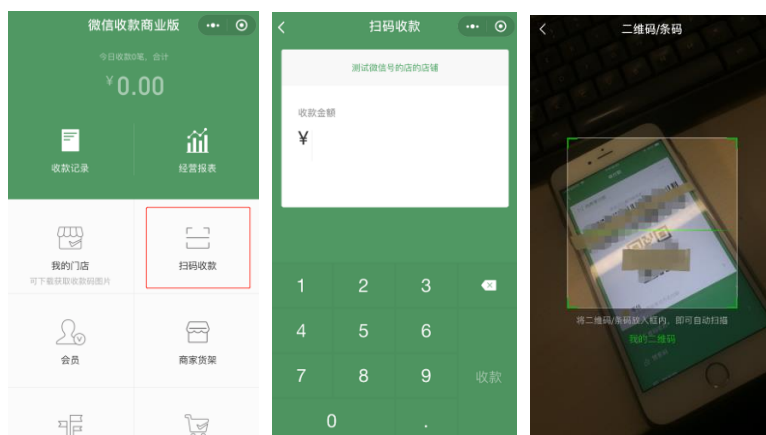 微信收款商业版
今日收款0笔，合计
¥0.00
收款记录
经营报表
我的门店
可下载获取收款码图片
扫码收款
会员
商家货架
扫码收款
测试微信号的店的店铺
收款金额
¥
1 2 3
4 5 6
7 8 9 收款
0 .
二维码/条码
将二维码/条码放入框内，即可自动扫描
我的二维码